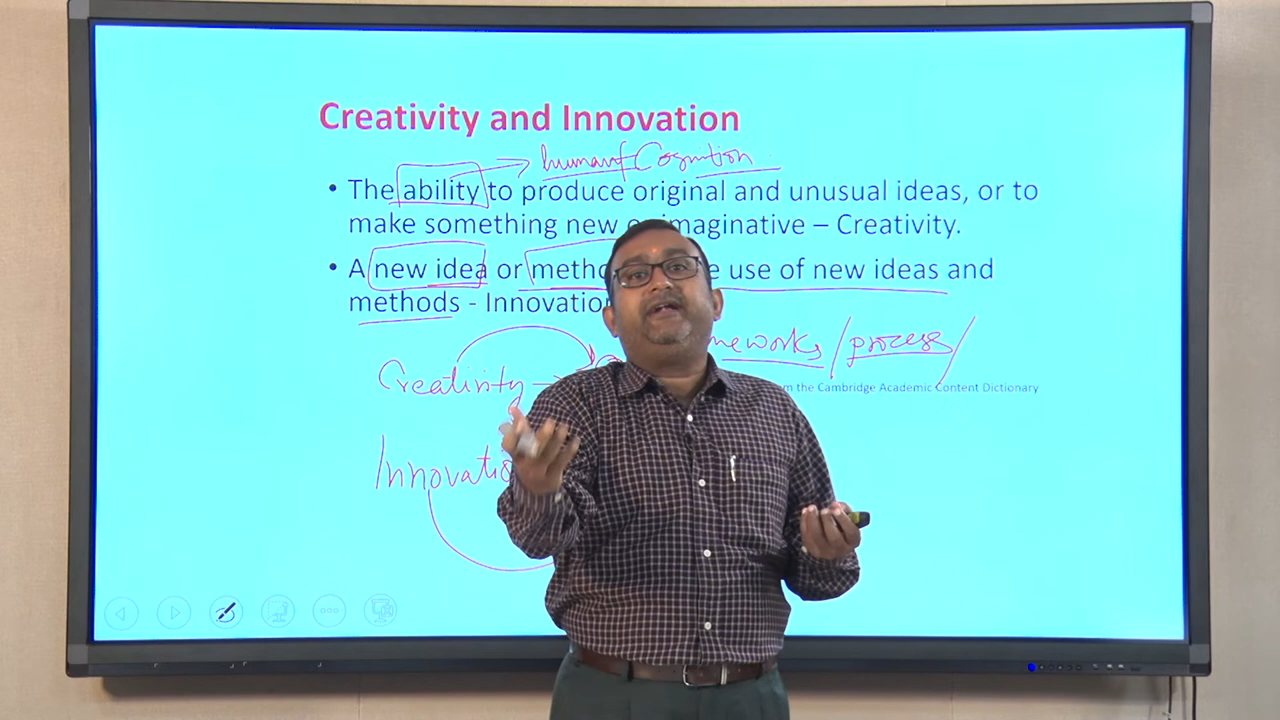 Creativity and Innovation
human Cognition
• The ability to produce original and unusual ideas, or to
make something new imaginative – Creativity.
• A new idea or use of new ideas and
methods - Innovation
Creativity
process
the Cambridge Academic Content Dictionary
Innovation